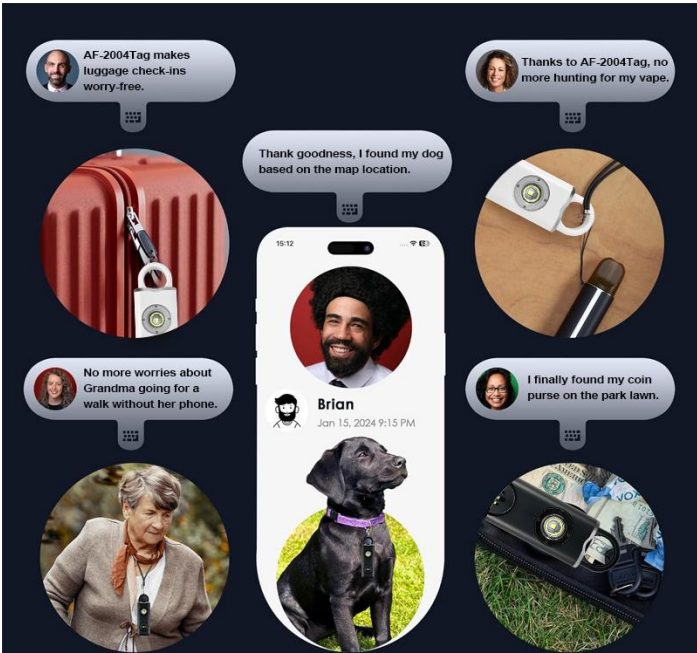 AF-2004Tag makes
luggage check-ins
worry-free.
Thanks to AF-2004Tag, no
more hunting for my vape.
Thank goodness, I found my dog
based on the map location.
15:12
No more worries about
Grandma going for a
walk without her phone.
I finally found my coin
purse on the park lawn.
Brian
Jan 15, 2024 9:15 PM